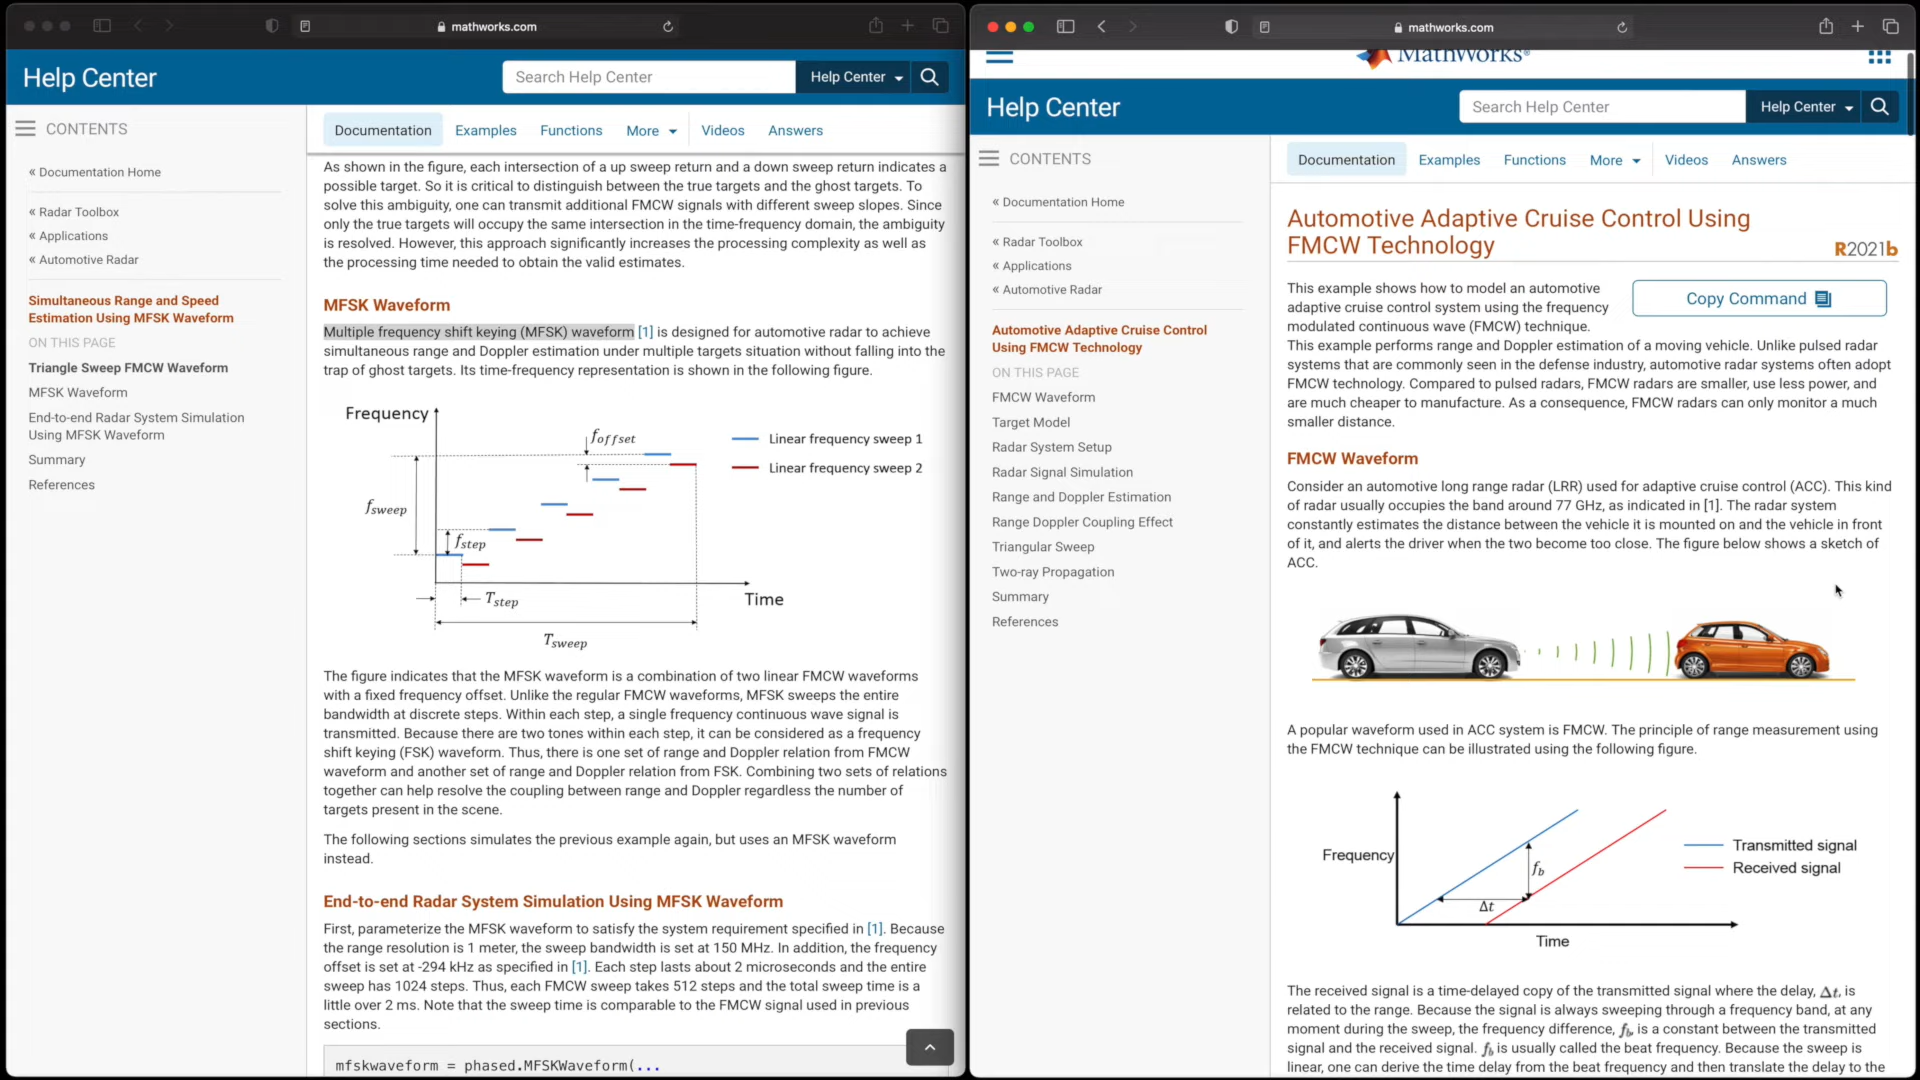 mathworks.com
Help Center
Search Help Center
Help Center
CONTENTS
« Documentation Home
« Radar Toolbox
« Applications
« Automotive Radar
Simultaneous Range and Speed
Estimation Using MFSK Waveform
ON THIS PAGE
Triangle Sweep FMCW Waveform
MFSK Waveform
End-to-end Radar System Simulation
Using MFSK Waveform
Summary
References
Documentation Examples Functions More Videos Answers
As shown in the figure, each intersection of a up sweep return and a down sweep return indicates a
possible target. So it is critical to distinguish between the true targets and the ghost targets. To
solve this ambiguity, one can transmit additional FMCW signals with different sweep slopes. Since
only the true targets will occupy the same intersection in the time-frequency domain, the ambiguity
is resolved. However, this approach significantly increases the processing complexity as well as
the processing time needed to obtain the valid estimates.
MFSK Waveform
Multiple frequency shift keying (MFSK) waveform [1] is designed for automotive radar to achieve
simultaneous range and Doppler estimation under multiple targets situation without falling into the
trap of ghost targets. Its time-frequency representation is shown in the following figure.
Frequency
foffset
Linear frequency sweep 1
Linear frequency sweep 2
fsweep
fstep
Tstep
Time
Tsweep
The figure indicates that the MFSK waveform is a combination of two linear FMCW waveforms
with a fixed frequency offset. Unlike the regular FMCW waveforms, MFSK sweeps the entire
bandwidth at discrete steps. Within each step, a single frequency continuous wave signal is
transmitted. Because there are two tones within each step, it can be considered as a frequency
shift keying (FSK) waveform. Thus, there is one set of range and Doppler relation from FMCW
waveform and another set of range and Doppler relation from FSK. Combining two sets of relations
together can help resolve the coupling between range and Doppler regardless the number of
targets present in the scene.
The following sections simulates the previous example again, but uses an MFSK waveform
instead.
End-to-end Radar System Simulation Using MFSK Waveform
First, parameterize the MFSK waveform to satisfy the system requirement specified in [1]. Because
the range resolution is 1 meter, the sweep bandwidth is set at 150 MHz. In addition, the frequency
offset is set at -294 kHz as specified in [1]. Each step lasts about 2 microseconds and the entire
sweep has 1024 steps. Thus, each FMCW sweep takes 512 steps and the total sweep time is a
little over 2 ms. Note that the sweep time is comparable to the FMCW signal used in previous
sections.
mfskwaveform = phased.MFSKWaveform(...
mathworks.com
MathWorks®
Help Center
Search Help Center
Help Center
CONTENTS
« Documentation Home
« Radar Toolbox
« Applications
« Automotive Radar
Automotive Adaptive Cruise Control
Using FMCW Technology
ON THIS PAGE
FMCW Waveform
Target Model
Radar System Setup
Radar Signal Simulation
Range and Doppler Estimation
Range Doppler Coupling Effect
Triangular Sweep
Two-ray Propagation
Summary
References
Documentation Examples Functions More Videos Answers
Automotive Adaptive Cruise Control Using
FMCW Technology
R2021b
Copy Command
This example shows how to model an automotive
adaptive cruise control system using the frequency
modulated continuous wave (FMCW) technique.
This example performs range and Doppler estimation of a moving vehicle. Unlike pulsed radar
systems that are commonly seen in the defense industry, automotive radar systems often adopt
FMCW technology. Compared to pulsed radars, FMCW radars are smaller, use less power, and
are much cheaper to manufacture. As a consequence, FMCW radars can only monitor a much
smaller distance.
FMCW Waveform
Consider an automotive long range radar (LRR) used for adaptive cruise control (ACC). This kind
of radar usually occupies the band around 77 GHz, as indicated in [1]. The radar system
constantly estimates the distance between the vehicle it is mounted on and the vehicle in front
of it, and alerts the driver when the two become too close. The figure below shows a sketch of
ACC.
A popular waveform used in ACC system is FMCW. The principle of range measurement using
the FMCW technique can be illustrated using the following figure.
Frequency
Transmitted signal
Received signal
fb
Δt
Time
The received signal is a time-delayed copy of the transmitted signal where the delay, Δt, is
related to the range. Because the signal is always sweeping through a frequency band, at any
moment during the sweep, the frequency difference, fb, is a constant between the transmitted
signal and the received signal. fb is usually called the beat frequency. Because the sweep is
linear, one can derive the time delay from the beat frequency and then translate the delay to the